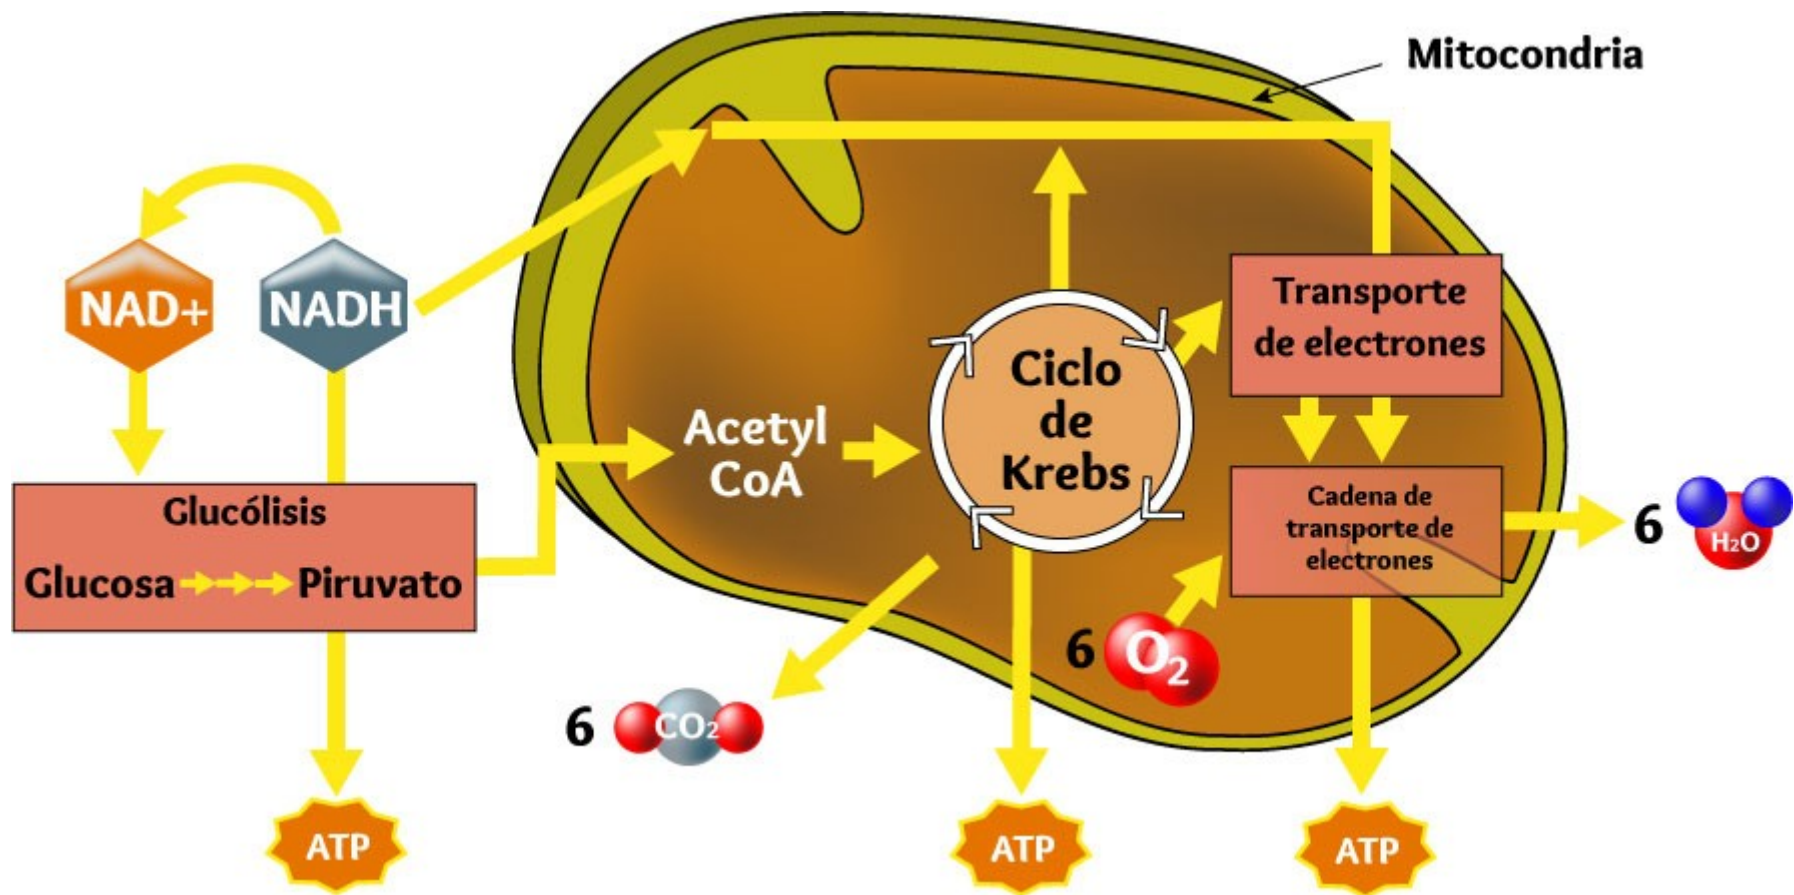 Mitocondria
NAD+
NADH
Transporte
de electrones
Ciclo
de
Krebs
Acetyl
CoA
Glucólisis
Glucosa
Piruvato
Cadena de
transporte de
electrones
6
H2O
6
O2
6
CO2
ATP
ATP
ATP